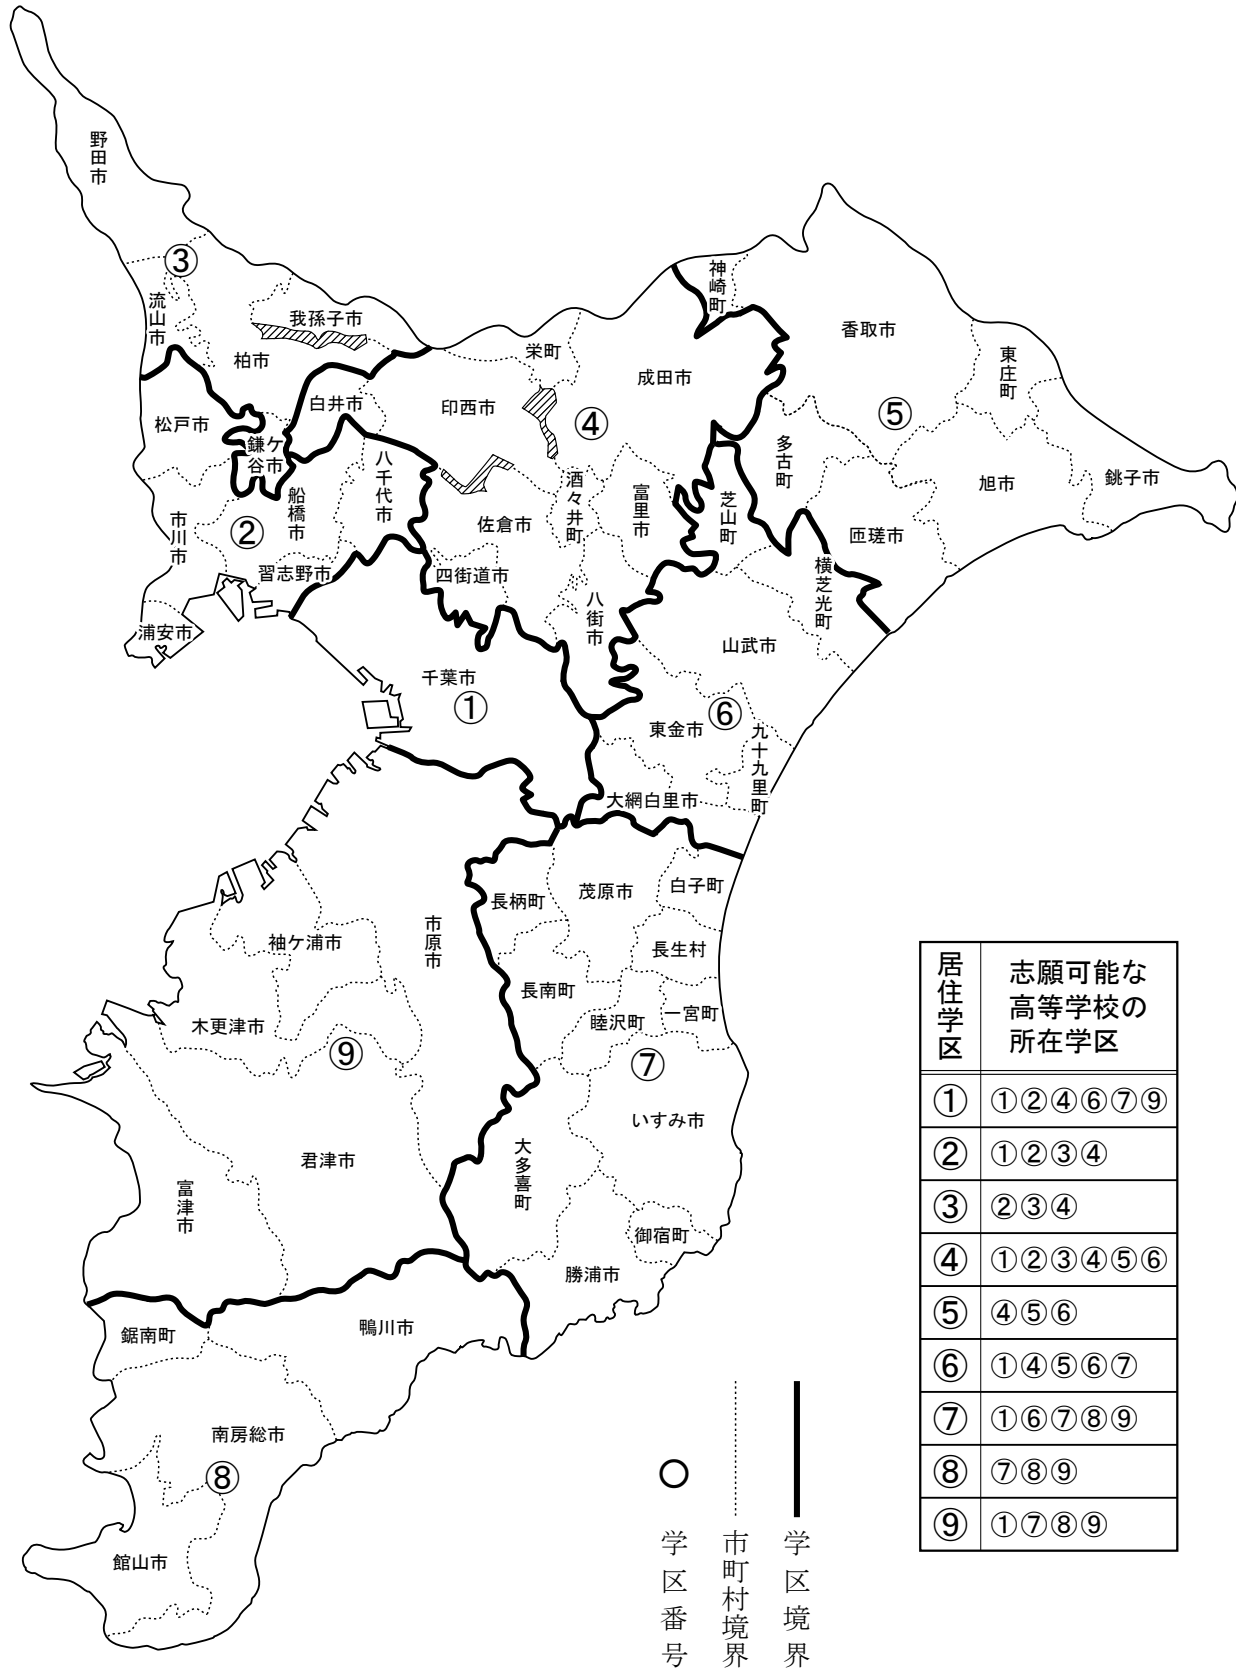 野田市
③
流山市
我孫子市
柏市
松戸市
鎌ケ
谷市
白井市
印西市
栄町
成田市
④
神崎町
香取市
東庄町
⑤
多古町
旭市
銚子市
匝瑳市
市川市
②
船橋市
八千代市
習志野市
浦安市
佐倉市
酒々井町
富里市
四街道市
八街市
芝山町
横芝光町
山武市
千葉市
①
東金市
⑥
九十九里町
大網白里市
長柄町
茂原市
白子町
長生村
長南町
睦沢町
一宮町
⑦
いすみ市
大多喜町
御宿町
勝浦市
市原市
袖ケ浦市
木更津市
⑨
君津市
富津市
鋸南町
鴨川市
南房総市
⑧
館山市
居住学区
志願可能な
高等学校の
所在学区
① ①②④⑥⑦⑨
② ①②③④
③ ②③④
④ ①②③④⑤⑥
⑤ ④⑤⑥
⑥ ①④⑤⑥⑦
⑦ ①⑥⑦⑧⑨
⑧ ⑦⑧⑨
⑨ ①⑦⑧⑨
学区境界
市町村境界
学区番号